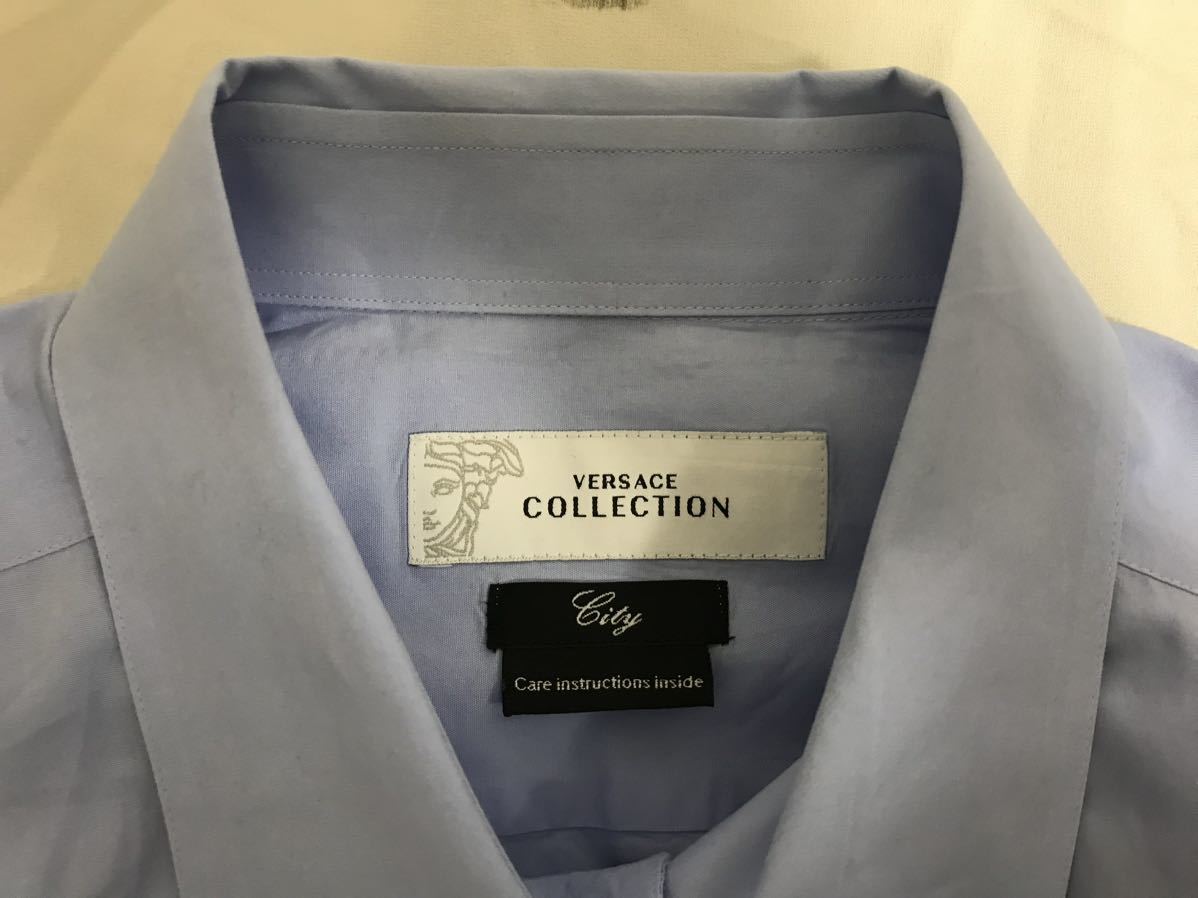 VERSACE
COLLECTION
City
Care instructions inside